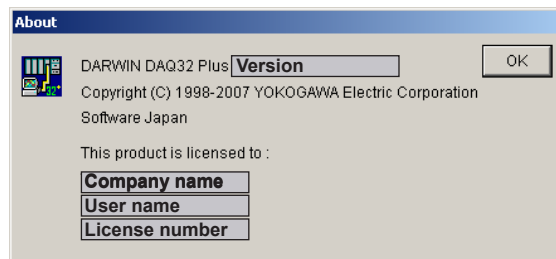 About
DARWIN DAQ32 Plus Version
OK
Copyright (C) 1998-2007 YOKOGAWA Electric Corporation
Software Japan
This product is licensed to :
Company name
User name
License number
32+